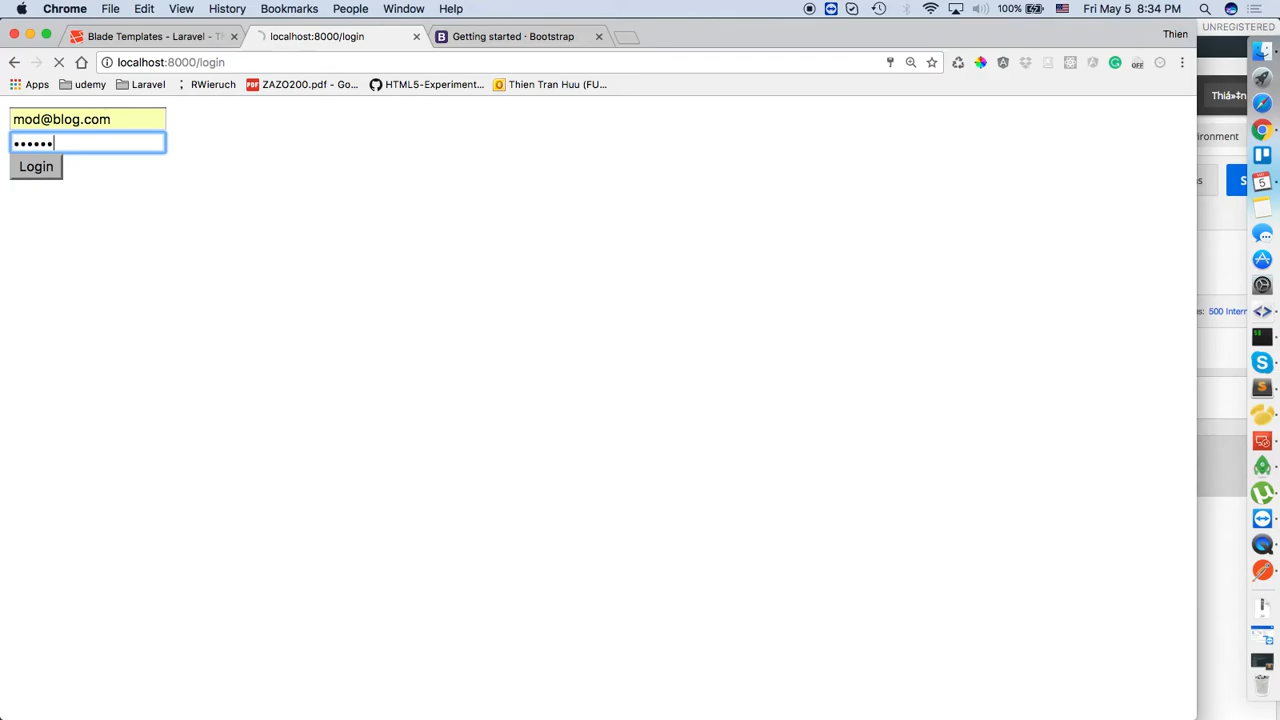 Chrome File Edit View History Bookmarks People Window Help 100% Fri May 5 8:34 PM
UNREGISTERED
Blade Templates - Laravel - Th localhost:8000/login Getting started · Bootstrap Thien
localhost:8000/login
Apps udemy Laravel RWieruch ZAZO200.pdf - Go... HTML5-Experiment... Thien Tran Huu (FU...
Thiá»‡n
mod@blog.com
••••••
ironment
Login
s S
s: 500 Intern